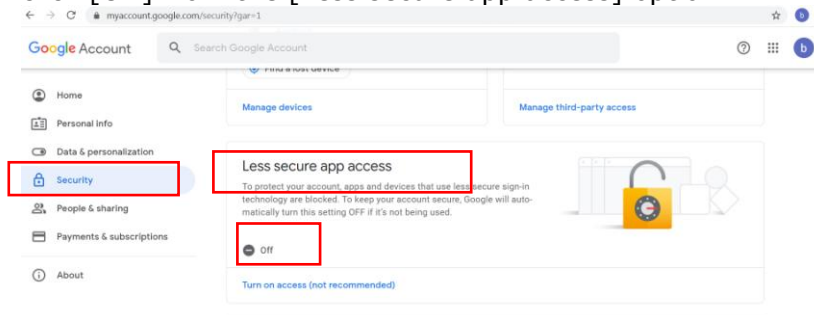 myaccount.google.com/security?gar=1
b
Google Account
Search Google Account
b
Find a lost device
Home
Manage devices
Manage third-party access
Personal info
Data & personalization
Less secure app access
Security
To protect your account, apps and devices that use less secure sign-in
technology are blocked. To keep your account secure, Google will auto-
matically turn this setting OFF if it's not being used.
People & sharing
Payments & subscriptions
Off
About
Turn on access (not recommended)